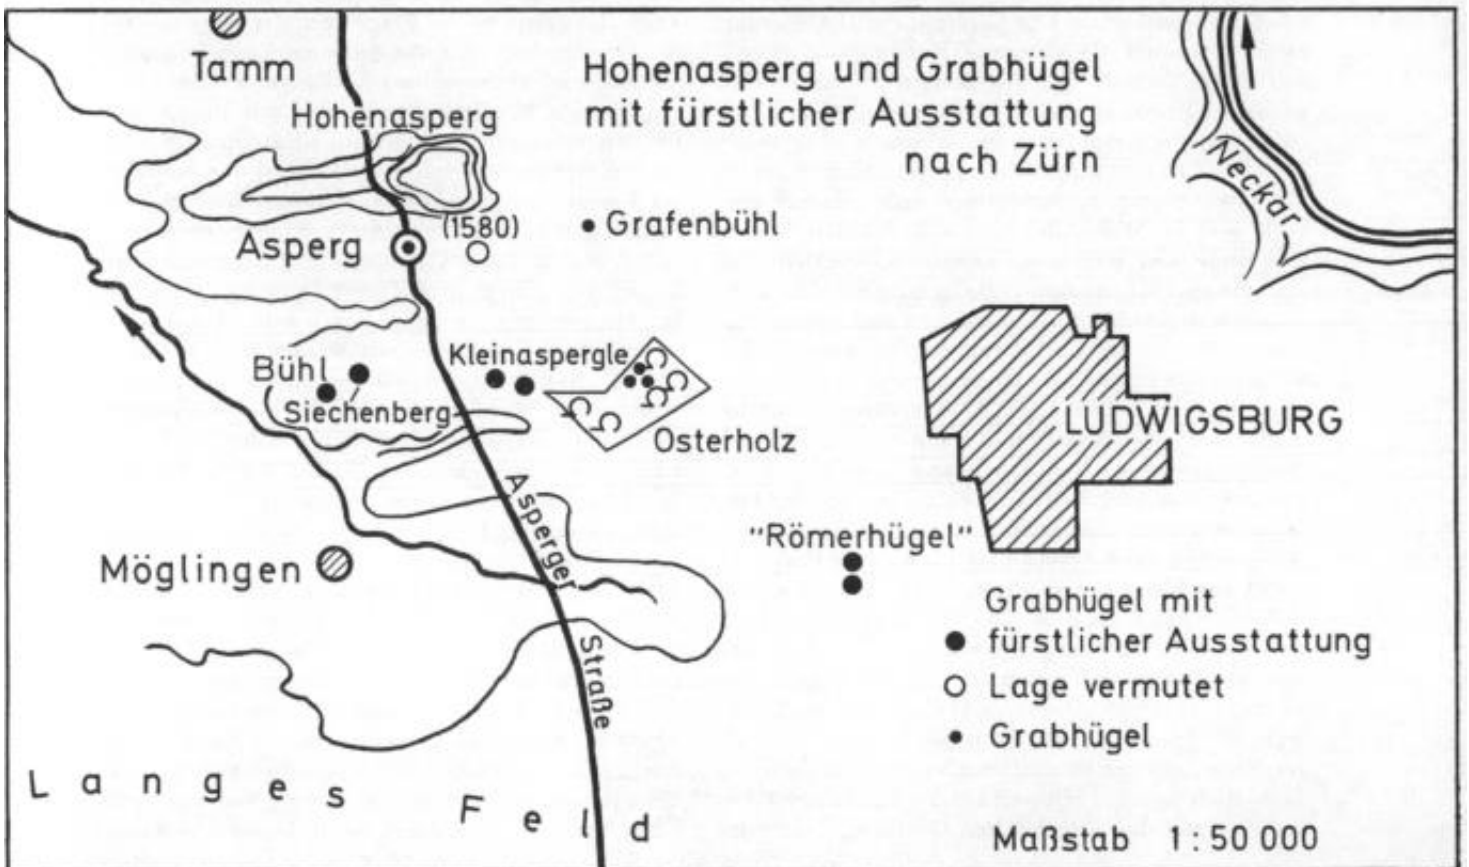 Tamm
Hohenasperg und Grabhügel
mit fürstlicher Ausstattung
nach Zürn
Hohenasperg
Neckar
(1580)
Grafenbühl
Asperg
Kleinaspergle
Bühl
Siechenberg
LUDWIGSBURG
Osterholz
Asperger
Straße
"Römerhügel"
Möglingen
Grabhügel mit
fürstlicher Ausstattung
Lage vermutet
Grabhügel
Langes Feld
Maßstab 1:50 000